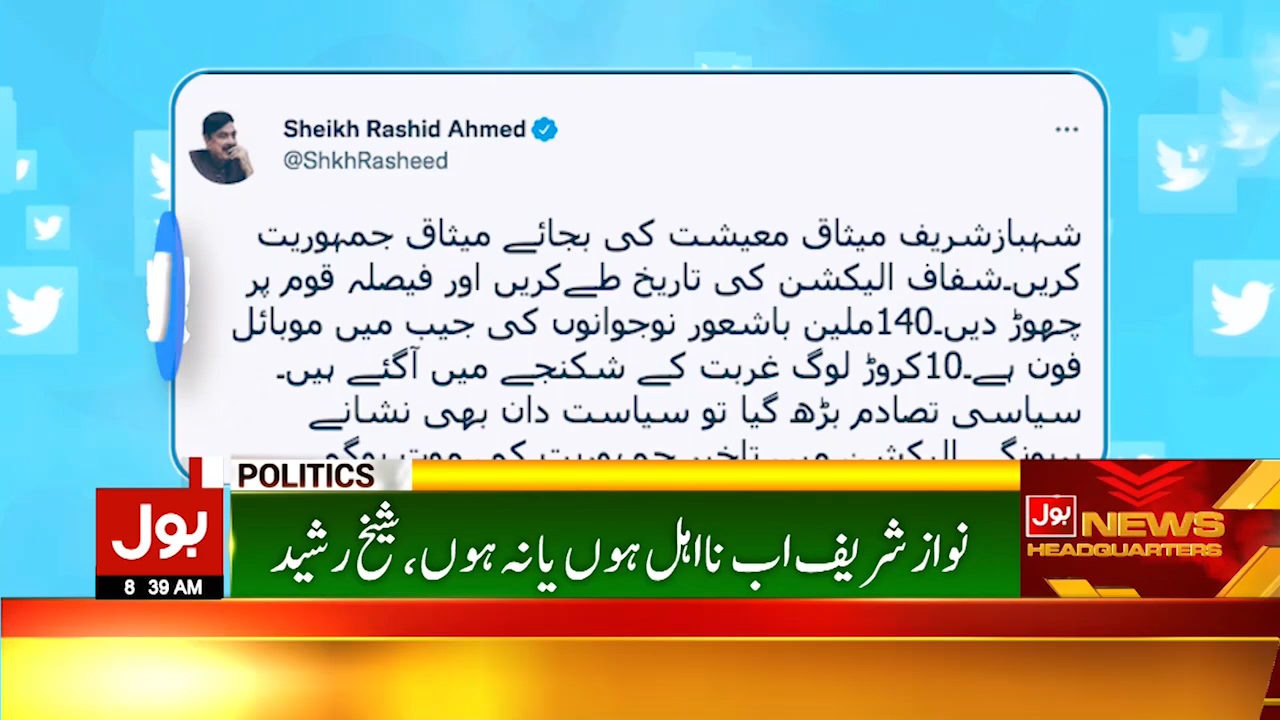 Sheikh Rashid Ahmed
@ShkhRasheed
شہبازشریف میثاق معیشت کی بجائے میثاق جمہوریت
کریں۔شفاف الیکشن کی تاریخ طےکریں اور فیصلہ قوم پر
چھوڑ دیں۔140ملین باشعور نوجوانوں کی جیب میں موبائل
فون ہے۔10کروڑ لوگ غربت کے شکنجے میں آگئے ہیں۔
سیاسی تصادم بڑھ گیا تو سیاست دان بھی نشانے
POLITICS
نواز شریف اب نااہل ہوں یا نہ ہوں، شیخ رشید
بول
8 39 AM
بول
NEWS
HEADQUARTERS